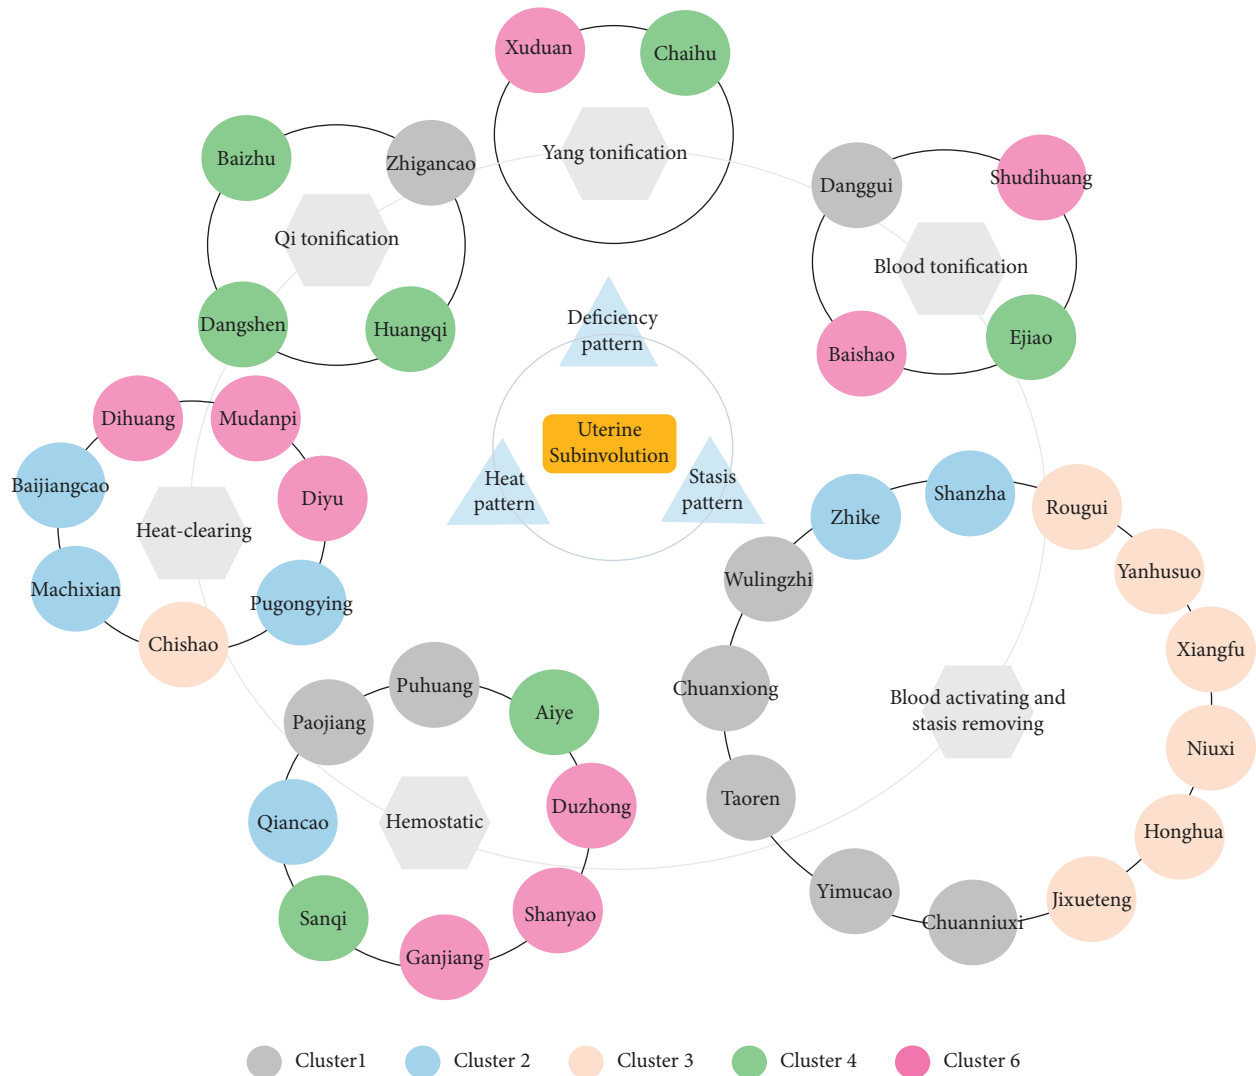 Xuduan
Chaihu
Yang tonification
Baizhu
Zhigancao
Qi tonification
Dangshen
Huangqi
Danggui
Shudihuang
Blood tonification
Baishao
Ejiao
Deficiency
pattern
Uterine
Subinvolution
Heat
pattern
Stasis
pattern
Dihuang
Mudanpi
Baijiangcao
Diyu
Heat-clearing
Machixian
Pugongying
Chishao
Zhike
Shanzha
Rougui
Wulingzhi
Yanhusuo
Xiangfu
Chuanxiong
Blood activating and
stasis removing
Niuxi
Taoren
Honghua
Yimucao
Chuanniuxi
Jixueteng
Puhuang
Paojiang
Aiye
Qiancao
Hemostatic
Duzhong
Sanqi
Shanyao
Ganjiang
Cluster1
Cluster 2
Cluster 3
Cluster 4
Cluster 6